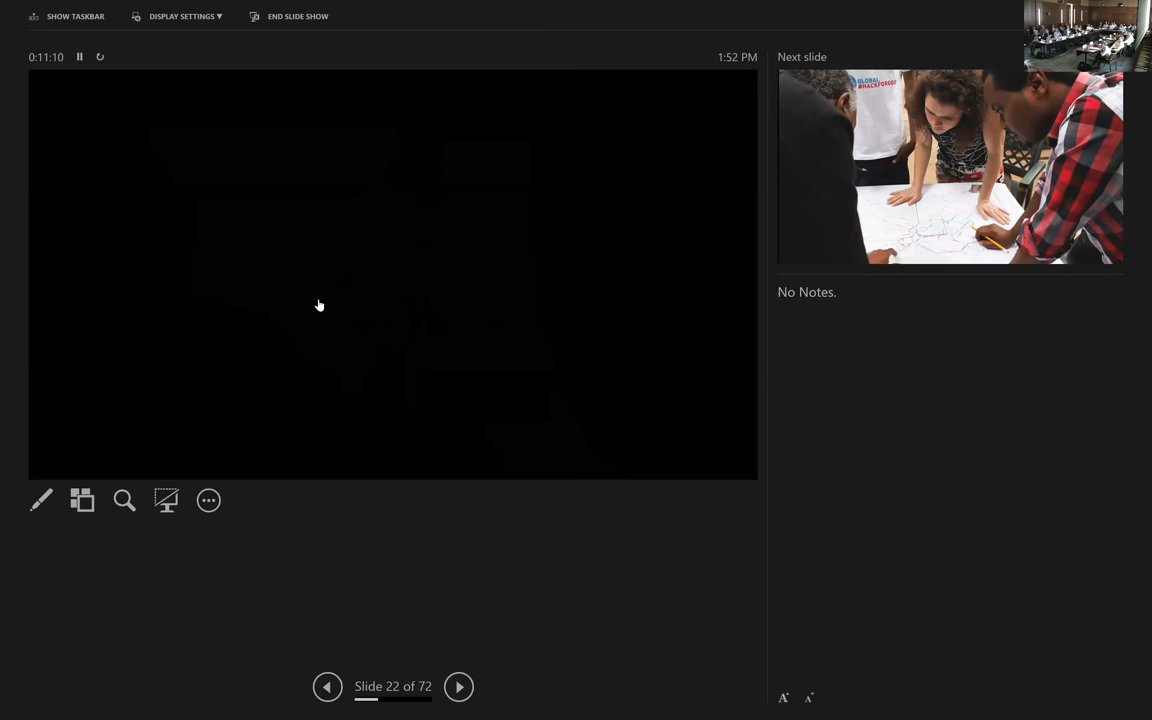 SHOW TASKBAR DISPLAY SETTINGS ▼ END SLIDE SHOW
0:11:10 1:52 PM Next slide
GLOBAL
#HACKFORGOOD
No Notes.
Slide 22 of 72
A A